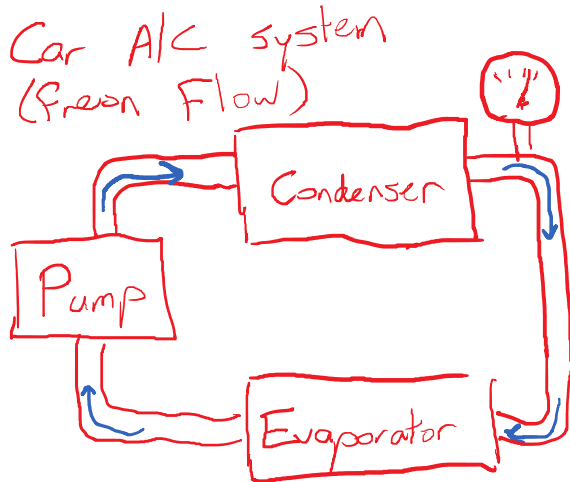 Car A/C system
(freon Flow)
Condenser
Pump
Evaporator